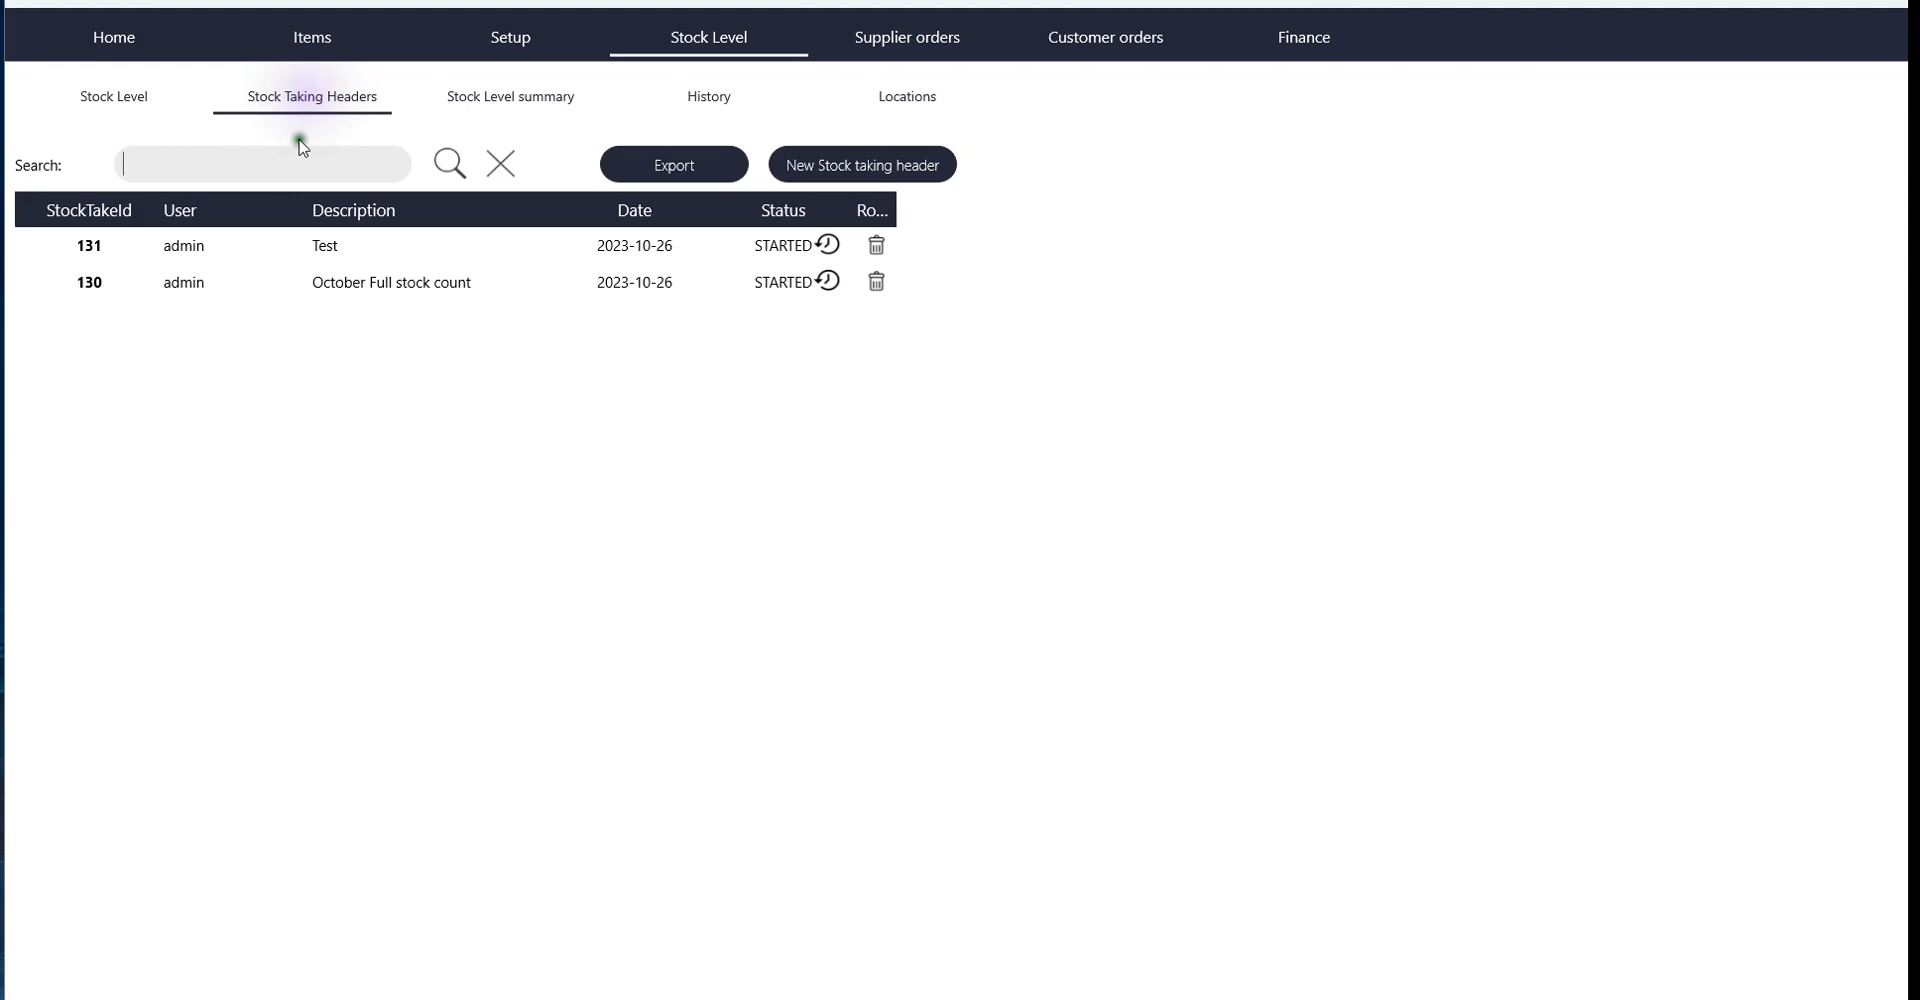 Home Items Setup Stock Level Supplier orders Customer orders Finance
Stock Level Stock Taking Headers Stock Level summary History Locations
Search: Export New Stock taking header
StockTakeId User Description Date Status Ro...
131 admin Test 2023-10-26 STARTED
130 admin October Full stock count 2023-10-26 STARTED